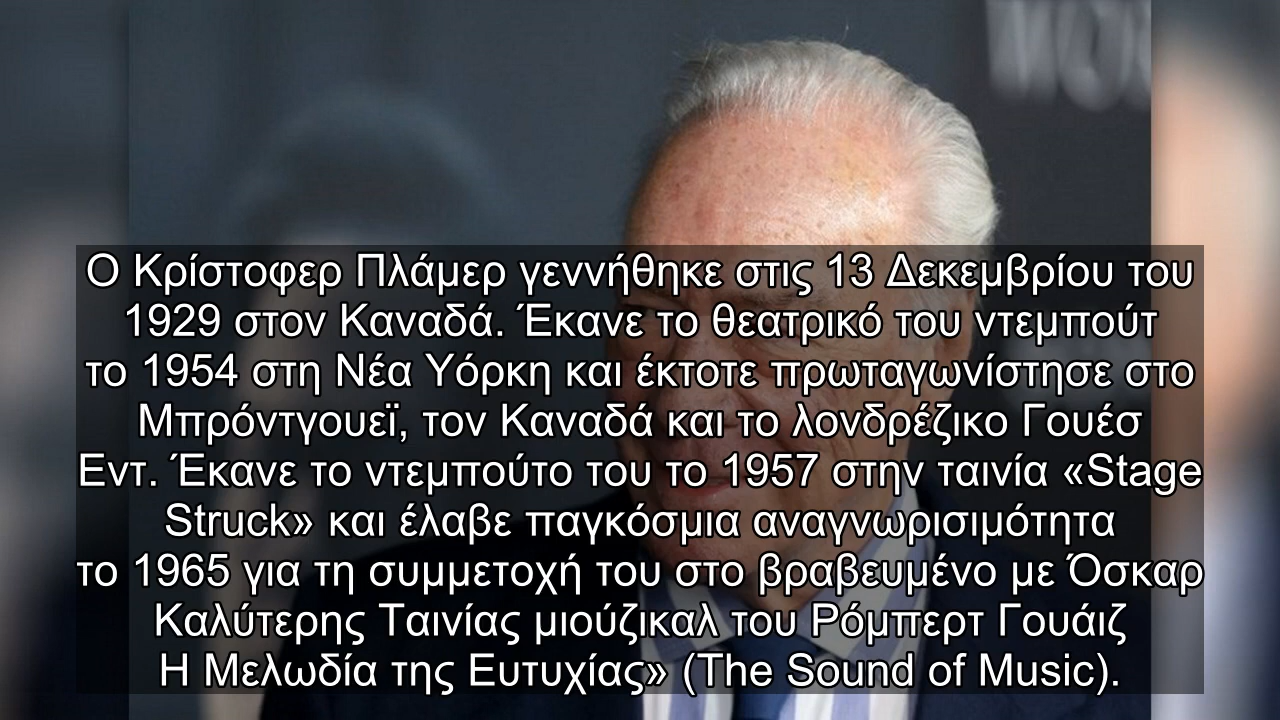 Ο Κρίστοφερ Πλάμερ γεννήθηκε στις 13 Δεκεμβρίου του
1929 στον Καναδά. Έκανε το θεατρικό του ντεμπούτ
το 1954 στη Νέα Υόρκη και έκτοτε πρωταγωνίστησε στο
Μπρόντγουεϊ, τον Καναδά και το λονδρέζικο Γουέσ
Εντ. Έκανε το ντεμπούτο του το 1957 στην ταινία «Stage
Struck» και έλαβε παγκόσμια αναγνωρισιμότητα
το 1965 για τη συμμετοχή του στο βραβευμένο με Όσκαρ
Καλύτερης Ταινίας μιούζικαλ του Ρόμπερτ Γουάιζ
Η Μελωδία της Ευτυχίας» (The Sound of Music).